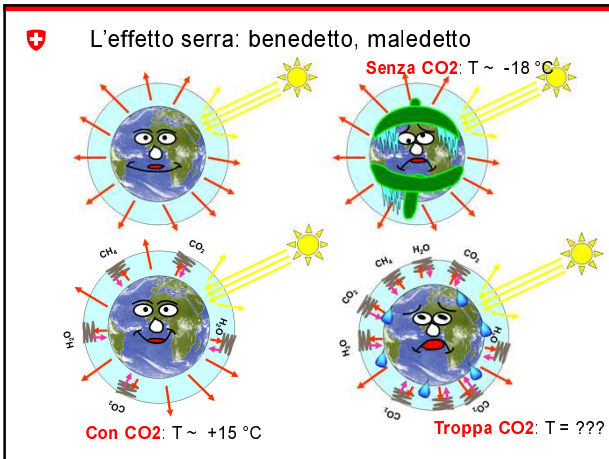 L'effetto serra: benedetto, maledetto
Senza CO2: T ~ -18 °C
CH₄
CO₂
H₂O
H₂O
CO₂
Con CO2: T ~ +15 °C
H₂O
CH₄
CO₂
CO₂
H₂O
H₂O
CO₂
CO₂
Troppa CO2: T = ???